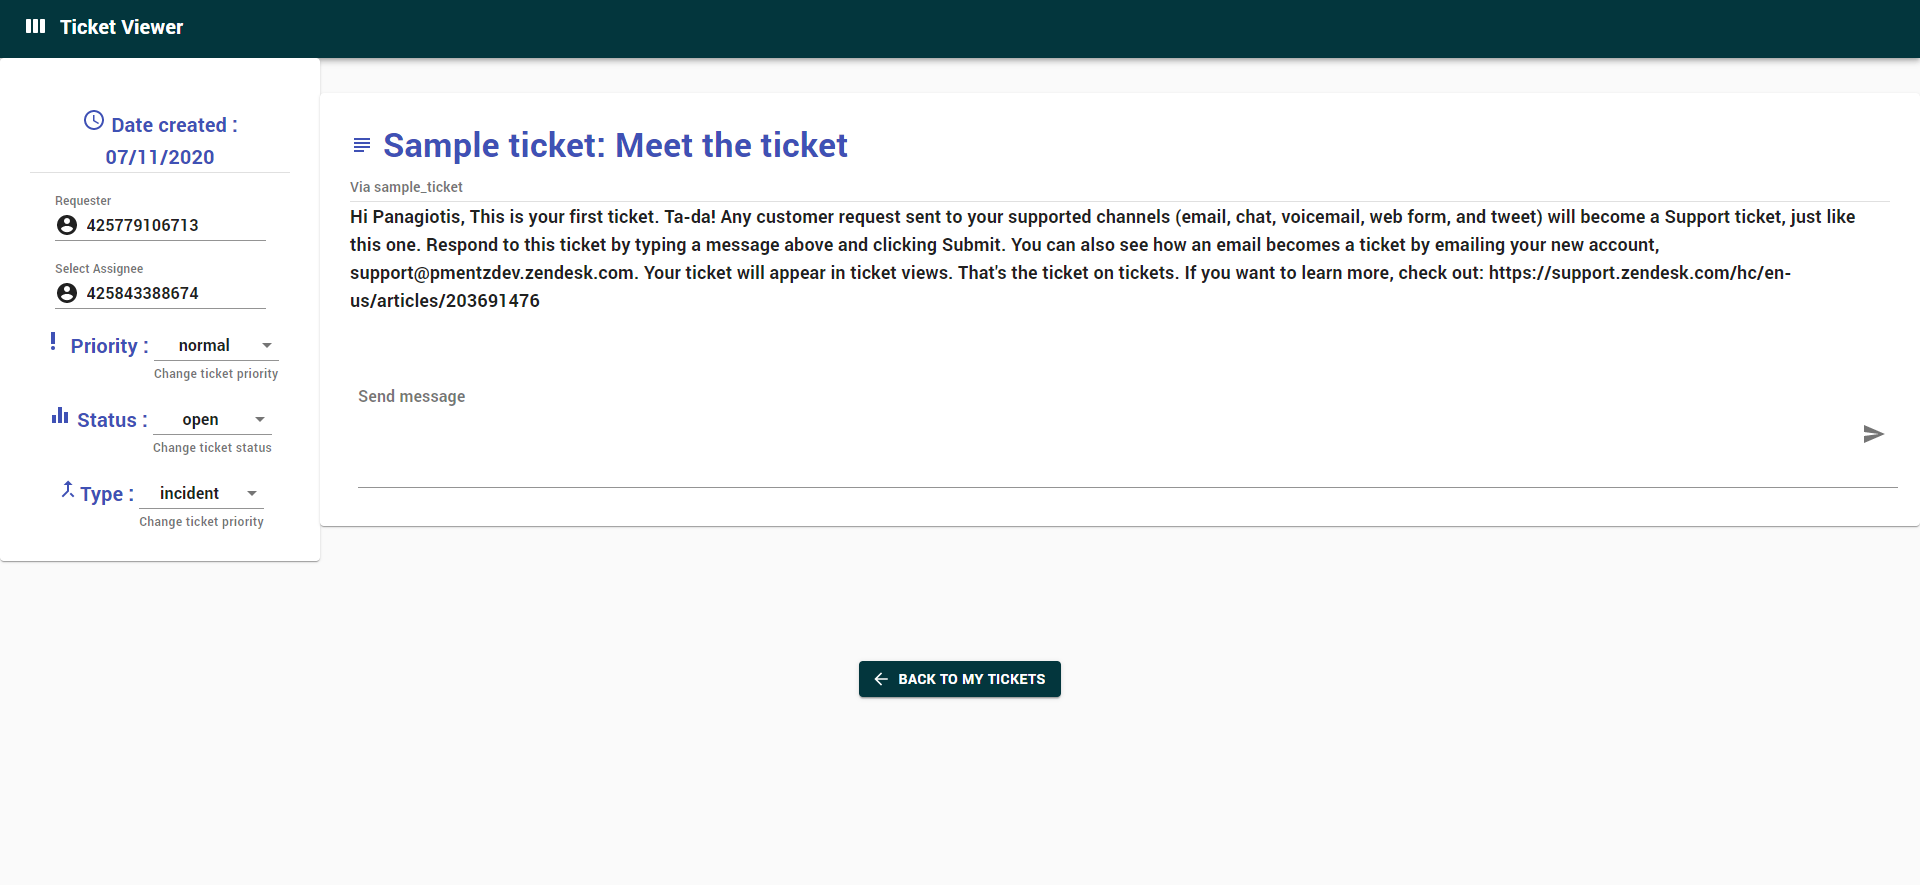 Ticket Viewer
Date created :
07/11/2020
Requester
425779106713
Select Assignee
425843388674
Priority : normal
Change ticket priority
Status : open
Change ticket status
Type : incident
Change ticket priority
Sample ticket: Meet the ticket
Via sample_ticket
Hi Panagiotis, This is your first ticket. Ta-da! Any customer request sent to your supported channels (email, chat, voicemail, web form, and tweet) will become a Support ticket, just like
this one. Respond to this ticket by typing a message above and clicking Submit. You can also see how an email becomes a ticket by emailing your new account,
support@pmentzdev.zendesk.com. Your ticket will appear in ticket views. That's the ticket on tickets. If you want to learn more, check out: https://support.zendesk.com/hc/en-
us/articles/203691476
Send message
BACK TO MY TICKETS